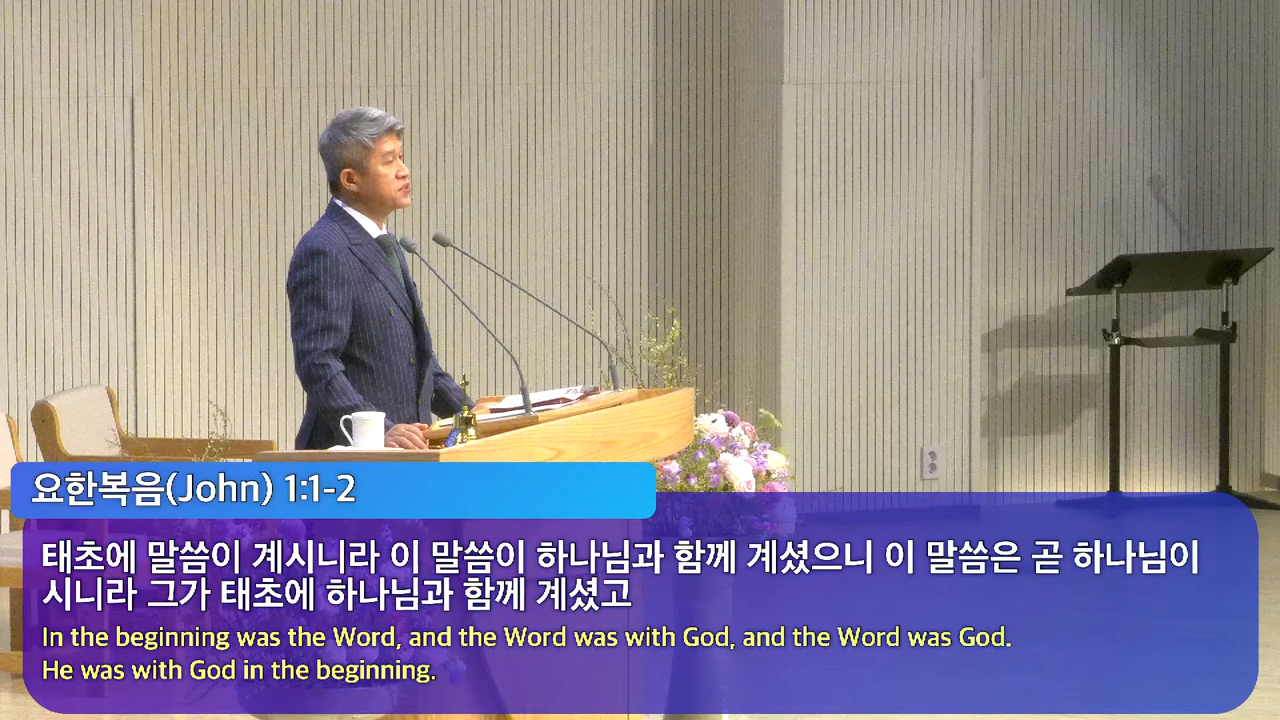 요한복음(John) 1:1-2
태초에 말씀이 계시니라 이 말씀이 하나님과 함께 계셨으니 이 말씀은 곧 하나님이
시니라 그가 태초에 하나님과 함께 계셨고
In the beginning was the Word, and the Word was with God, and the Word was God.
He was with God in the beginning.